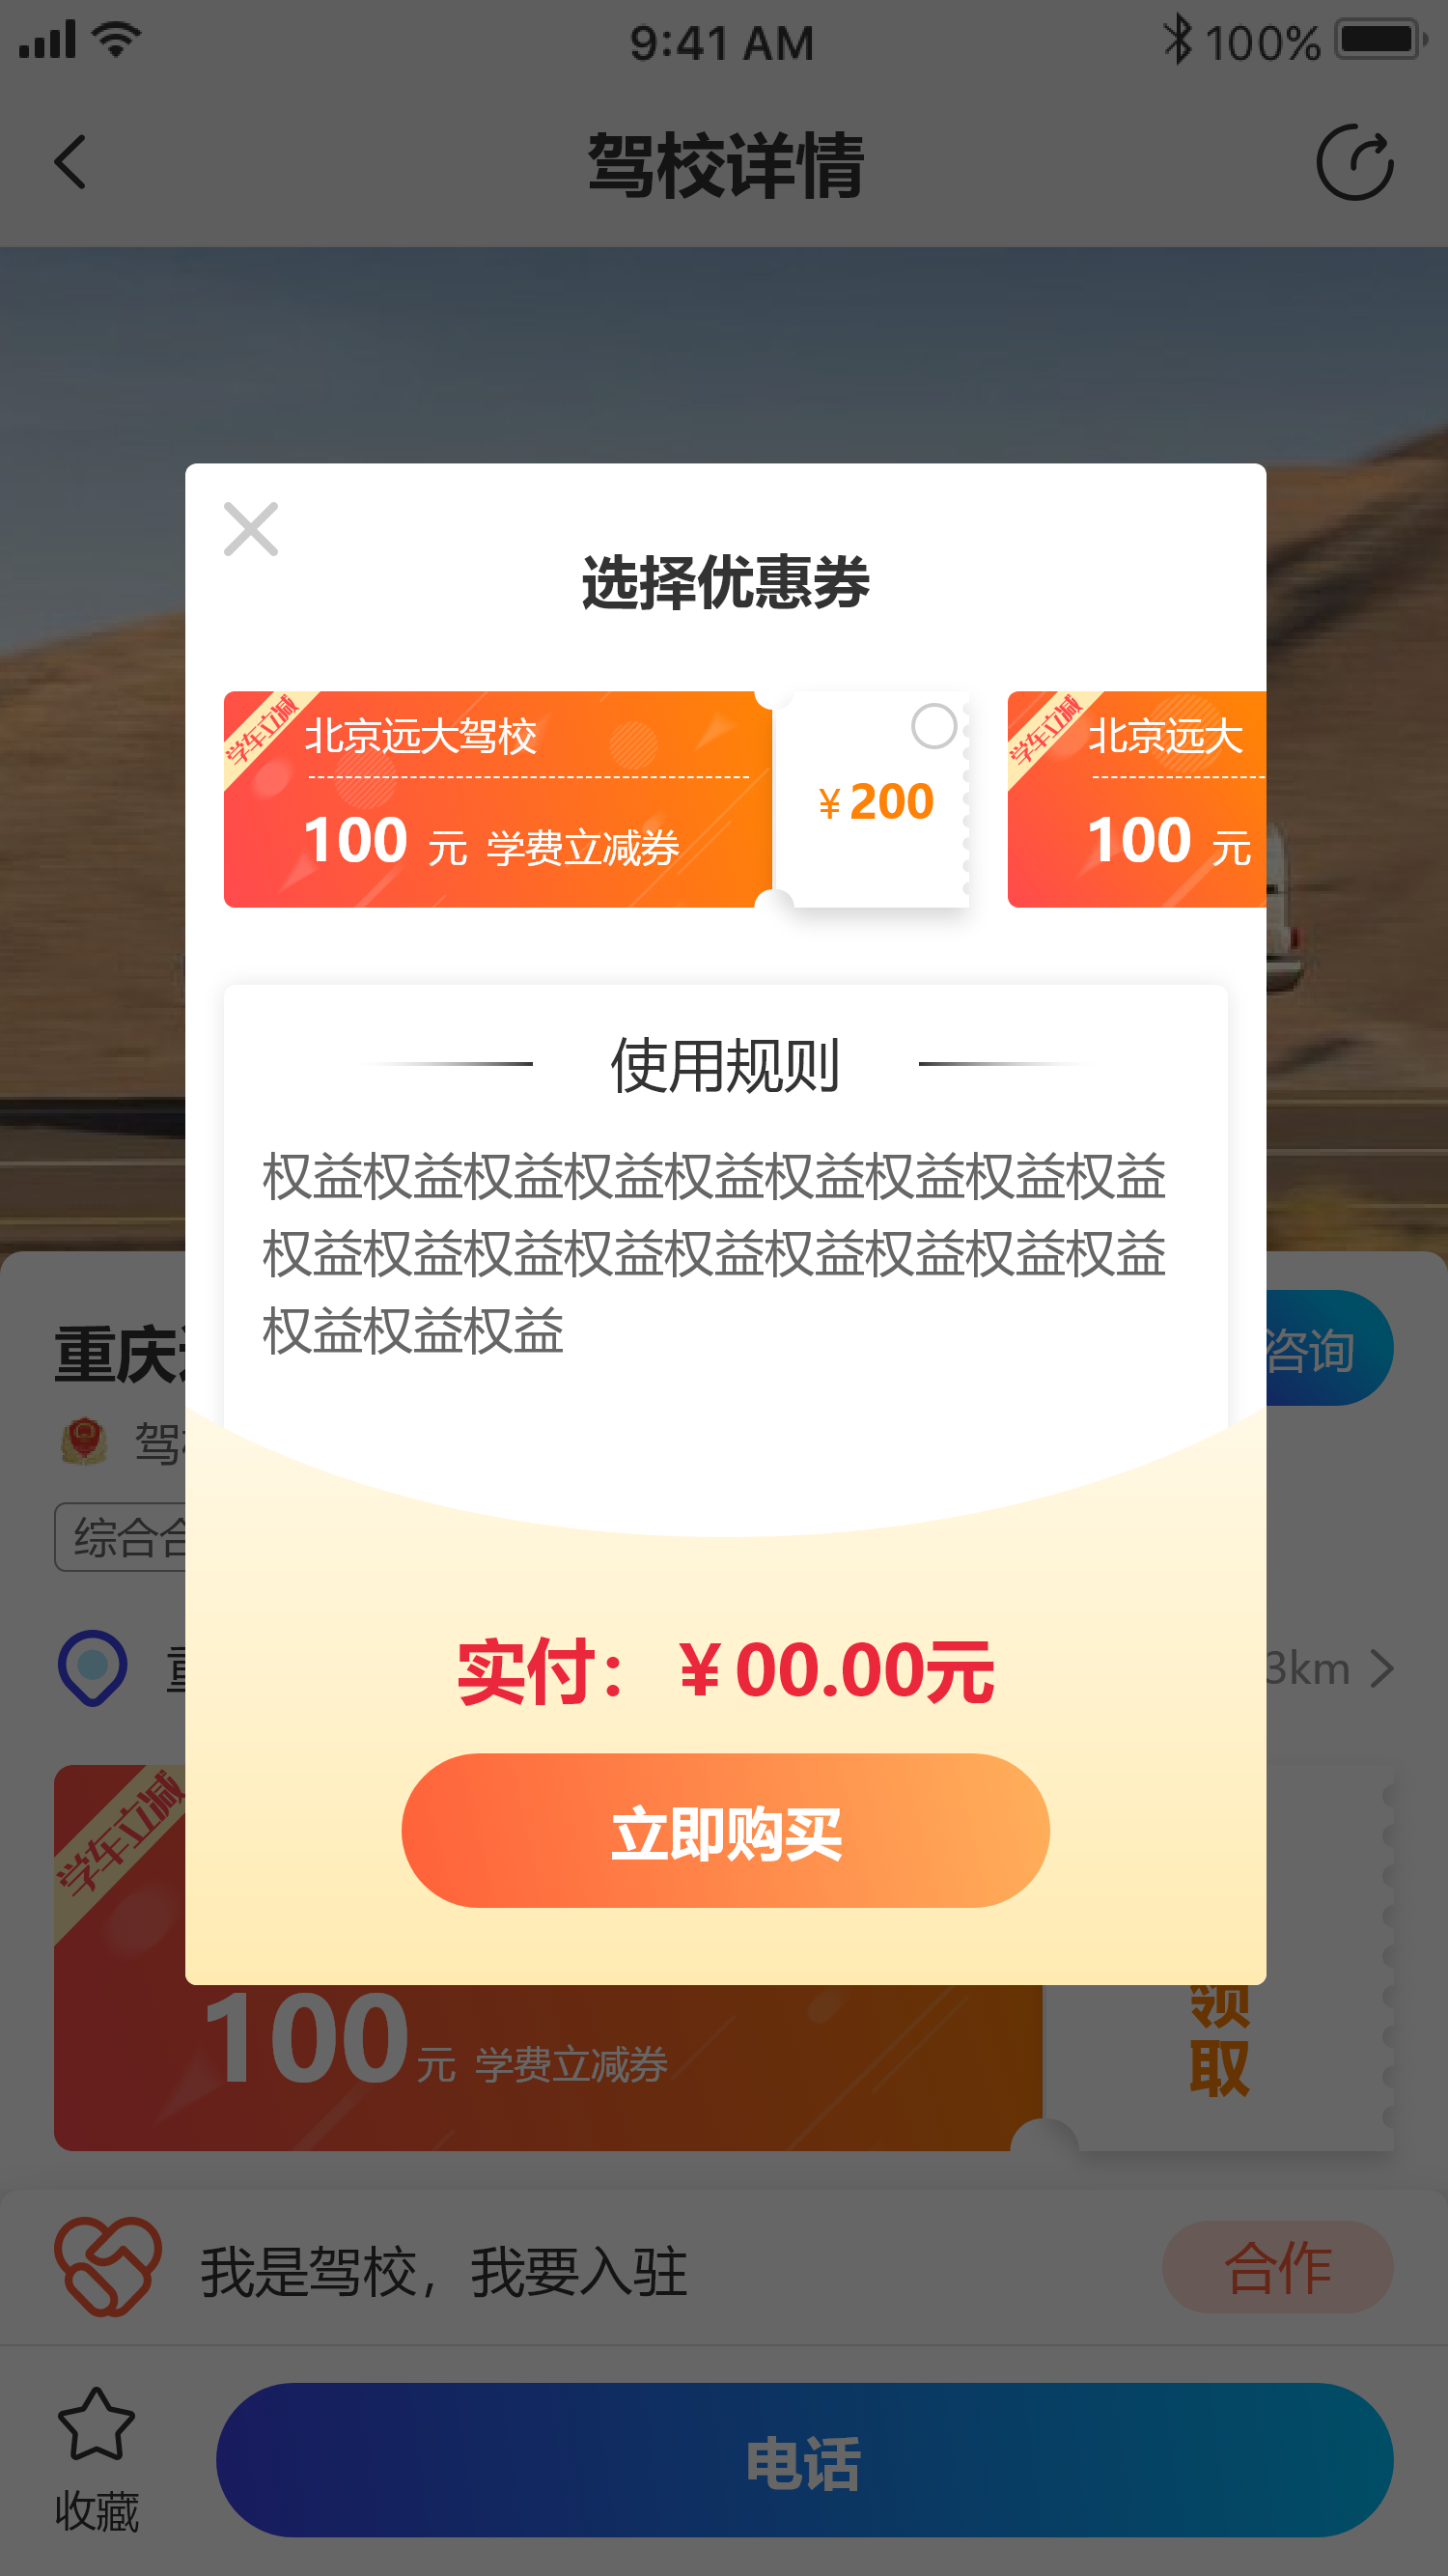 9:41 AM
100%
驾校详情
选择优惠券
学车立减
北京远大驾校
100 元 学费立减券
¥ 200
学车立减
北京远大
100 元
使用规则
权益权益权益权益权益权益权益权益权益
权益权益权益权益权益权益权益权益权益
权益权益权益
重庆
咨询
驾
综合合
3km
实付：￥00.00元
立即购买
学车立减
100 元 学费立减券
领取
我是驾校，我要入驻
合作
收藏
电话